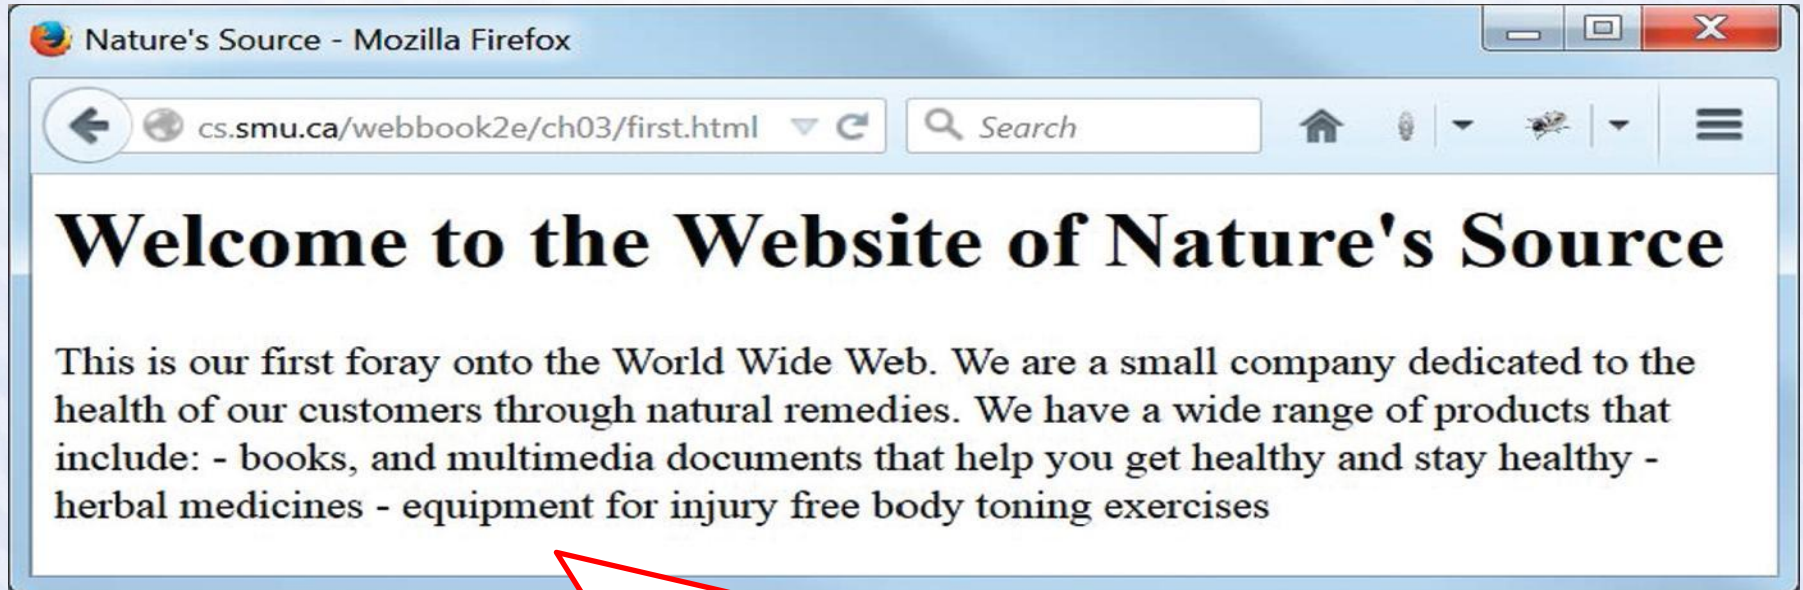 Nature's Source - Mozilla Firefox
cs.smu.ca/webbook2e/ch03/first.html
Search
Welcome to the Website of Nature's Source
This is our first foray onto the World Wide Web. We are a small company dedicated to the
health of our customers through natural remedies. We have a wide range of products that
include: - books, and multimedia documents that help you get healthy and stay healthy -
herbal medicines - equipment for injury free body toning exercises